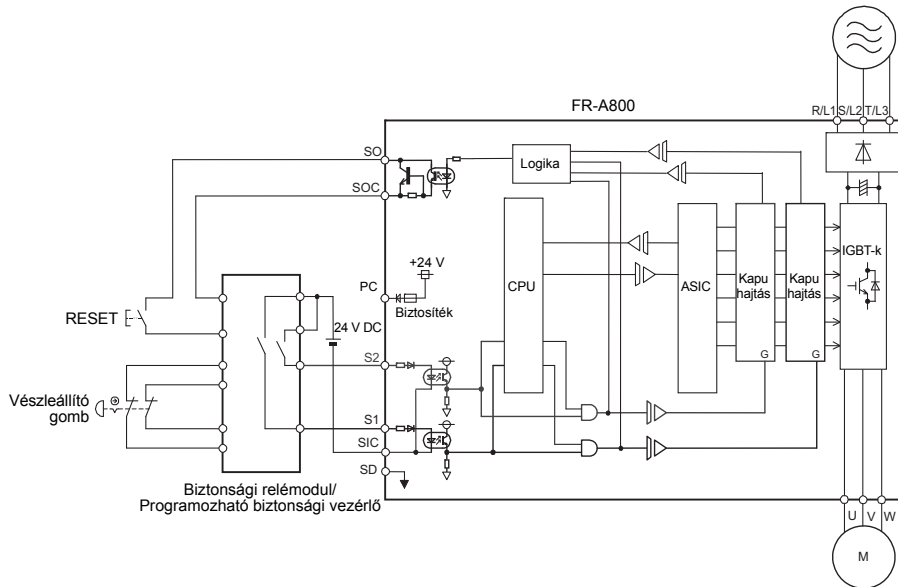 FR-A800
R/L1 S/L2 T/L3
SO
SOC
Logika
+24 V
PC
Biztosíték
CPU
ASIC
Kapu
hajtás
G
Kapu
hajtás
G
IGBT-k
RESET
24 V DC
S2
Vészleállító
gomb
S1
SIC
SD
Biztonsági relémodul/
Programozható biztonsági vezérlő
U V W
M